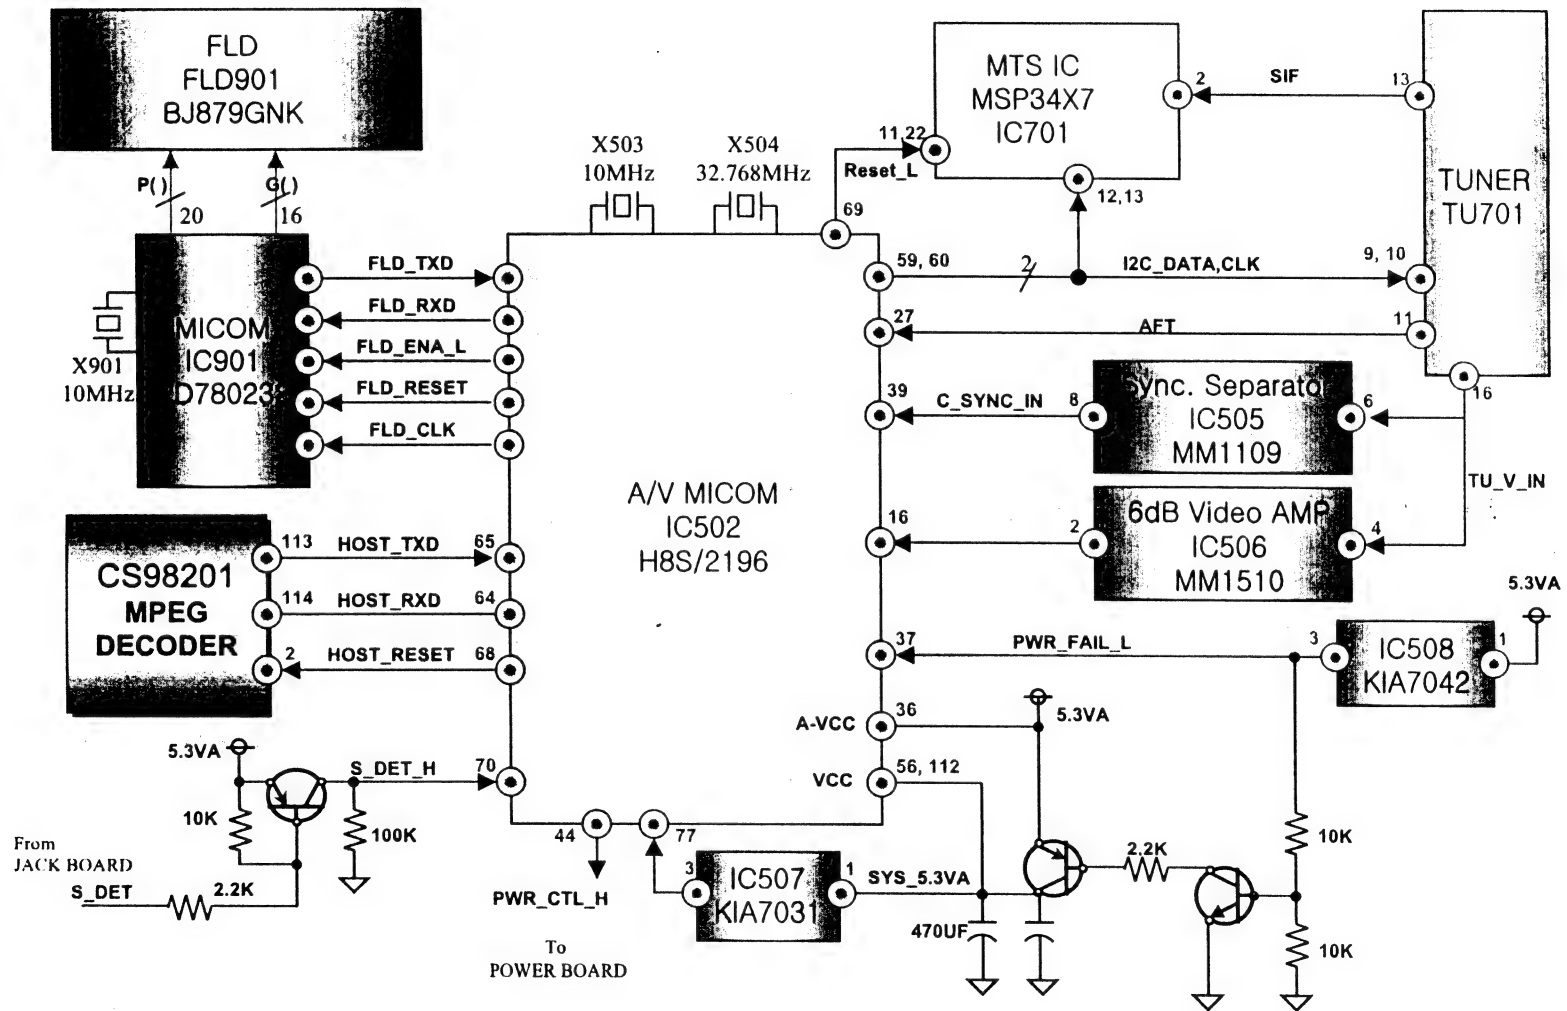 FLD
FLD901
BJ879GNK
P( )
20
G( )
16
MICOM
IC901
D78023
X901
10MHz
FLD_TXD
FLD_RXD
FLD_ENA_L
FLD_RESET
FLD_CLK
X503
10MHz
X504
32.768MHz
69
Reset_L
11,22
MTS IC
MSP34X7
IC701
2
SIF
13
12,13
TUNER
TU701
59, 60
2
I2C_DATA,CLK
9, 10
27
AFT
11
16
39
C_SYNC_IN
8
Sync. Separato
IC505
MM1109
6
TU_V_IN
16
2
6dB Video AMP
IC506
MM1510
4
A/V MICOM
IC502
H8S/2196
CS98201
MPEG
DECODER
113
HOST_TXD
65
114
HOST_RXD
64
2
HOST_RESET
68
37
PWR_FAIL_L
3
IC508
KIA7042
1
5.3VA
A-VCC
36
5.3VA
VCC
56, 112
5.3VA
S_DET_H
70
10K
100K
From
JACK BOARD
S_DET
2.2K
44
77
PWR_CTL_H
To
POWER BOARD
3
IC507
KIA7031
1
SYS_5.3VA
470UF
2.2K
10K
10K